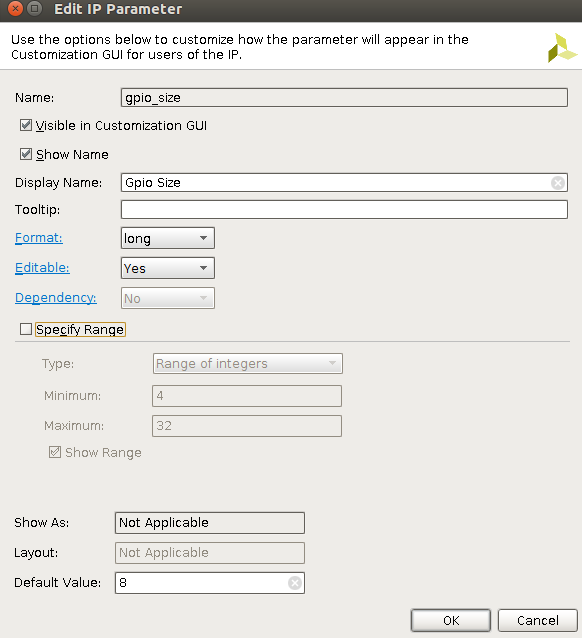 Edit IP Parameter
Use the options below to customize how the parameter will appear in the
Customization GUI for users of the IP.
Name: gpio_size
Visible in Customization GUI
Show Name
Display Name: Gpio Size
Tooltip:
Format: long
Editable: Yes
Dependency: No
Specify Range
Type: Range of integers
Minimum: 4
Maximum: 32
Show Range
Show As: Not Applicable
Layout: Not Applicable
Default Value: 8
OK Cancel